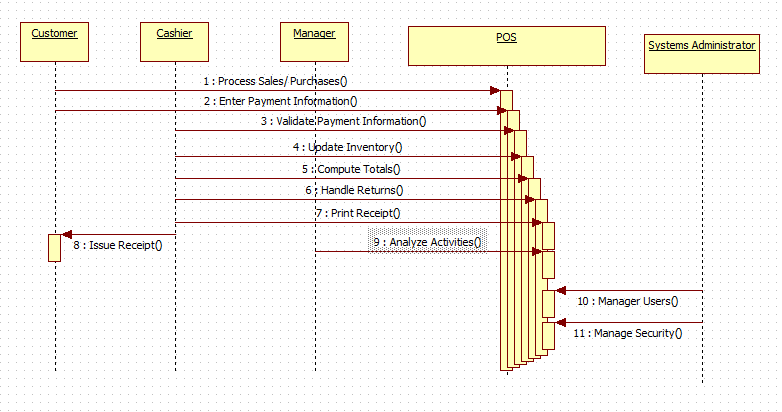 Customer
Cashier
Manager
POS
Systems Administrator
1 : Process Sales/ Purchases()
2 : Enter Payment Information()
3 : Validate Payment Information()
4 : Update Inventory()
5 : Compute Totals()
6 : Handle Returns()
7 : Print Receipt()
8 : Issue Receipt()
9 : Analyze Activities()
10 : Manager Users()
11 : Manage Security()